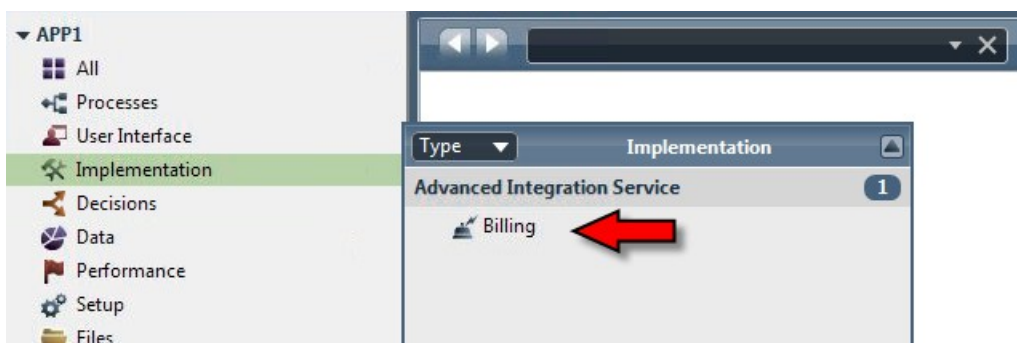 APP1
All
Processes
User Interface
Implementation
Decisions
Data
Performance
Setup
Files
Type Implementation
Advanced Integration Service 1
Billing